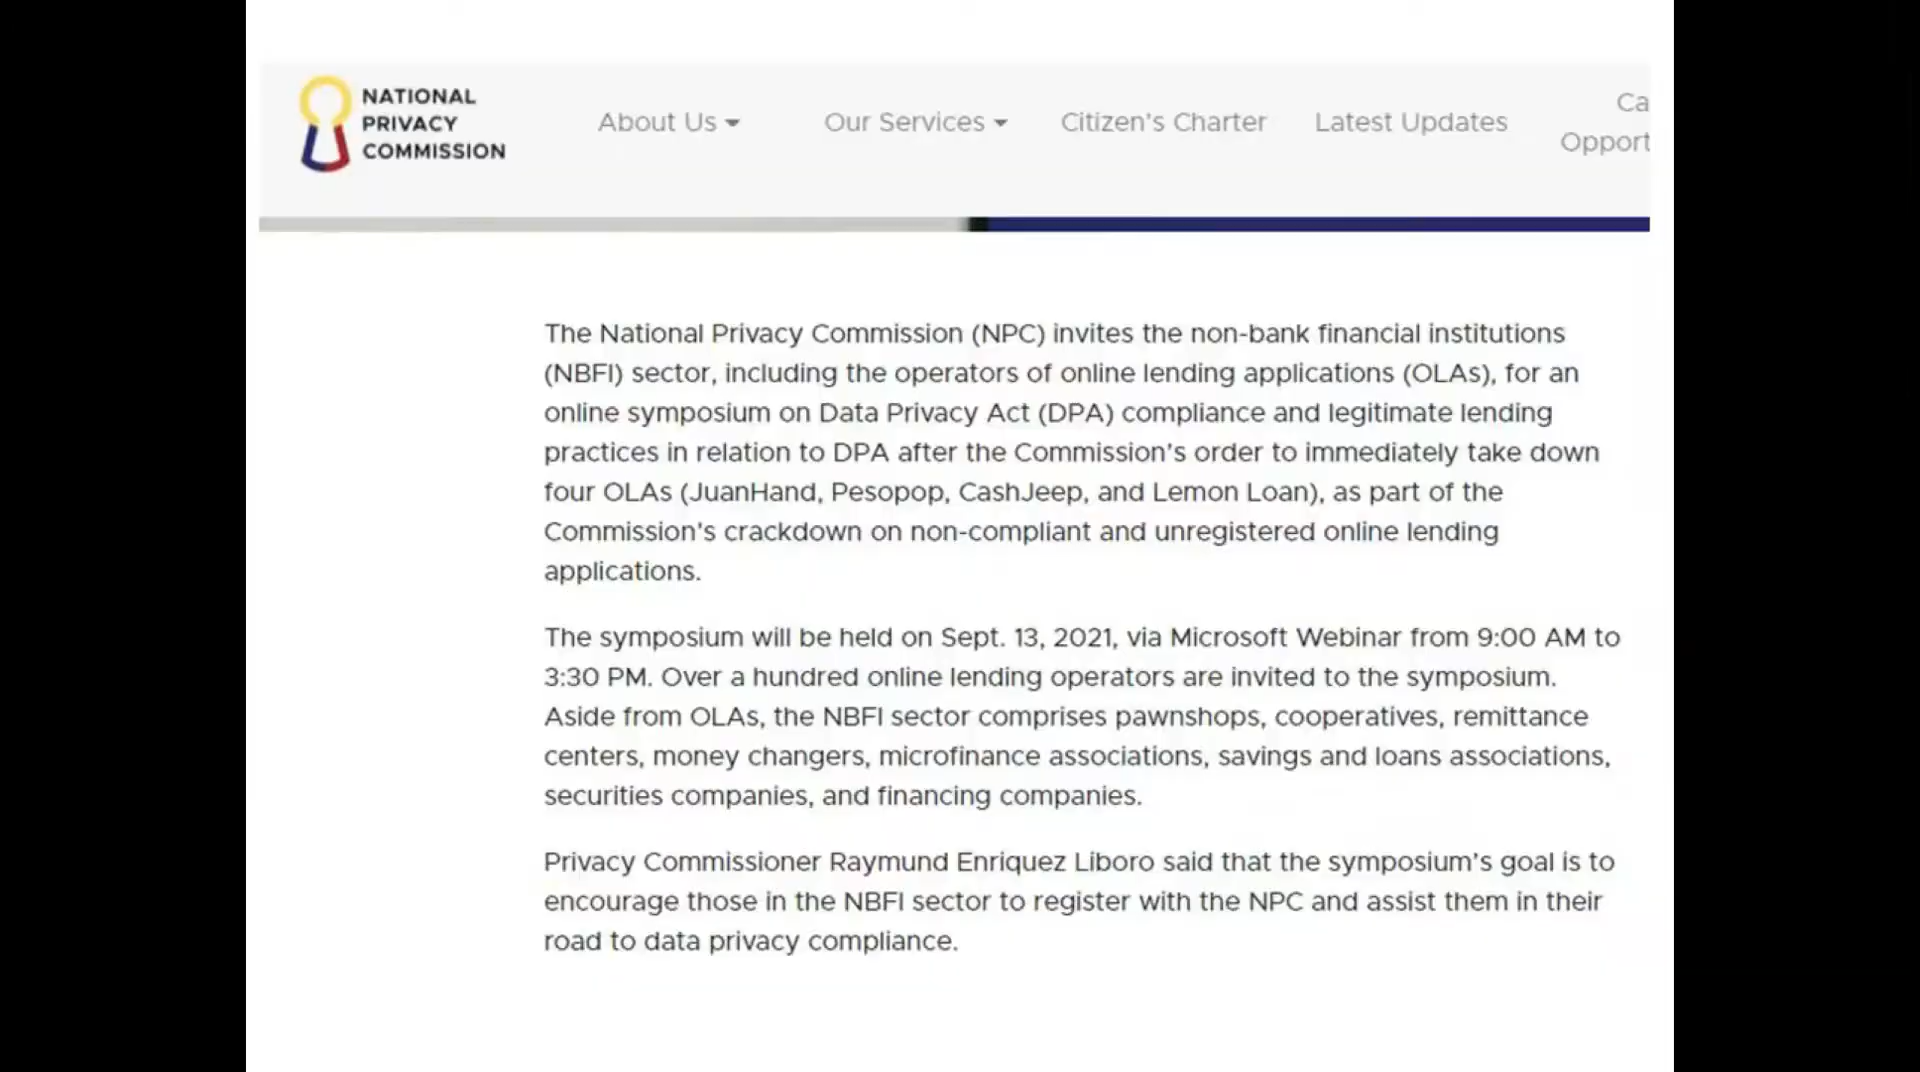 NATIONAL
PRIVACY
COMMISSION
About Us
Our Services
Citizen's Charter
Latest Updates
Ca
Opport
The National Privacy Commission (NPC) invites the non-bank financial institutions
(NBFI) sector, including the operators of online lending applications (OLAs), for an
online symposium on Data Privacy Act (DPA) compliance and legitimate lending
practices in relation to DPA after the Commission's order to immediately take down
four OLAs (JuanHand, Pesopop, CashJeep, and Lemon Loan), as part of the
Commission's crackdown on non-compliant and unregistered online lending
applications.
The symposium will be held on Sept. 13, 2021, via Microsoft Webinar from 9:00 AM to
3:30 PM. Over a hundred online lending operators are invited to the symposium.
Aside from OLAs, the NBFI sector comprises pawnshops, cooperatives, remittance
centers, money changers, microfinance associations, savings and loans associations,
securities companies, and financing companies.
Privacy Commissioner Raymund Enriquez Liboro said that the symposium's goal is to
encourage those in the NBFI sector to register with the NPC and assist them in their
road to data privacy compliance.